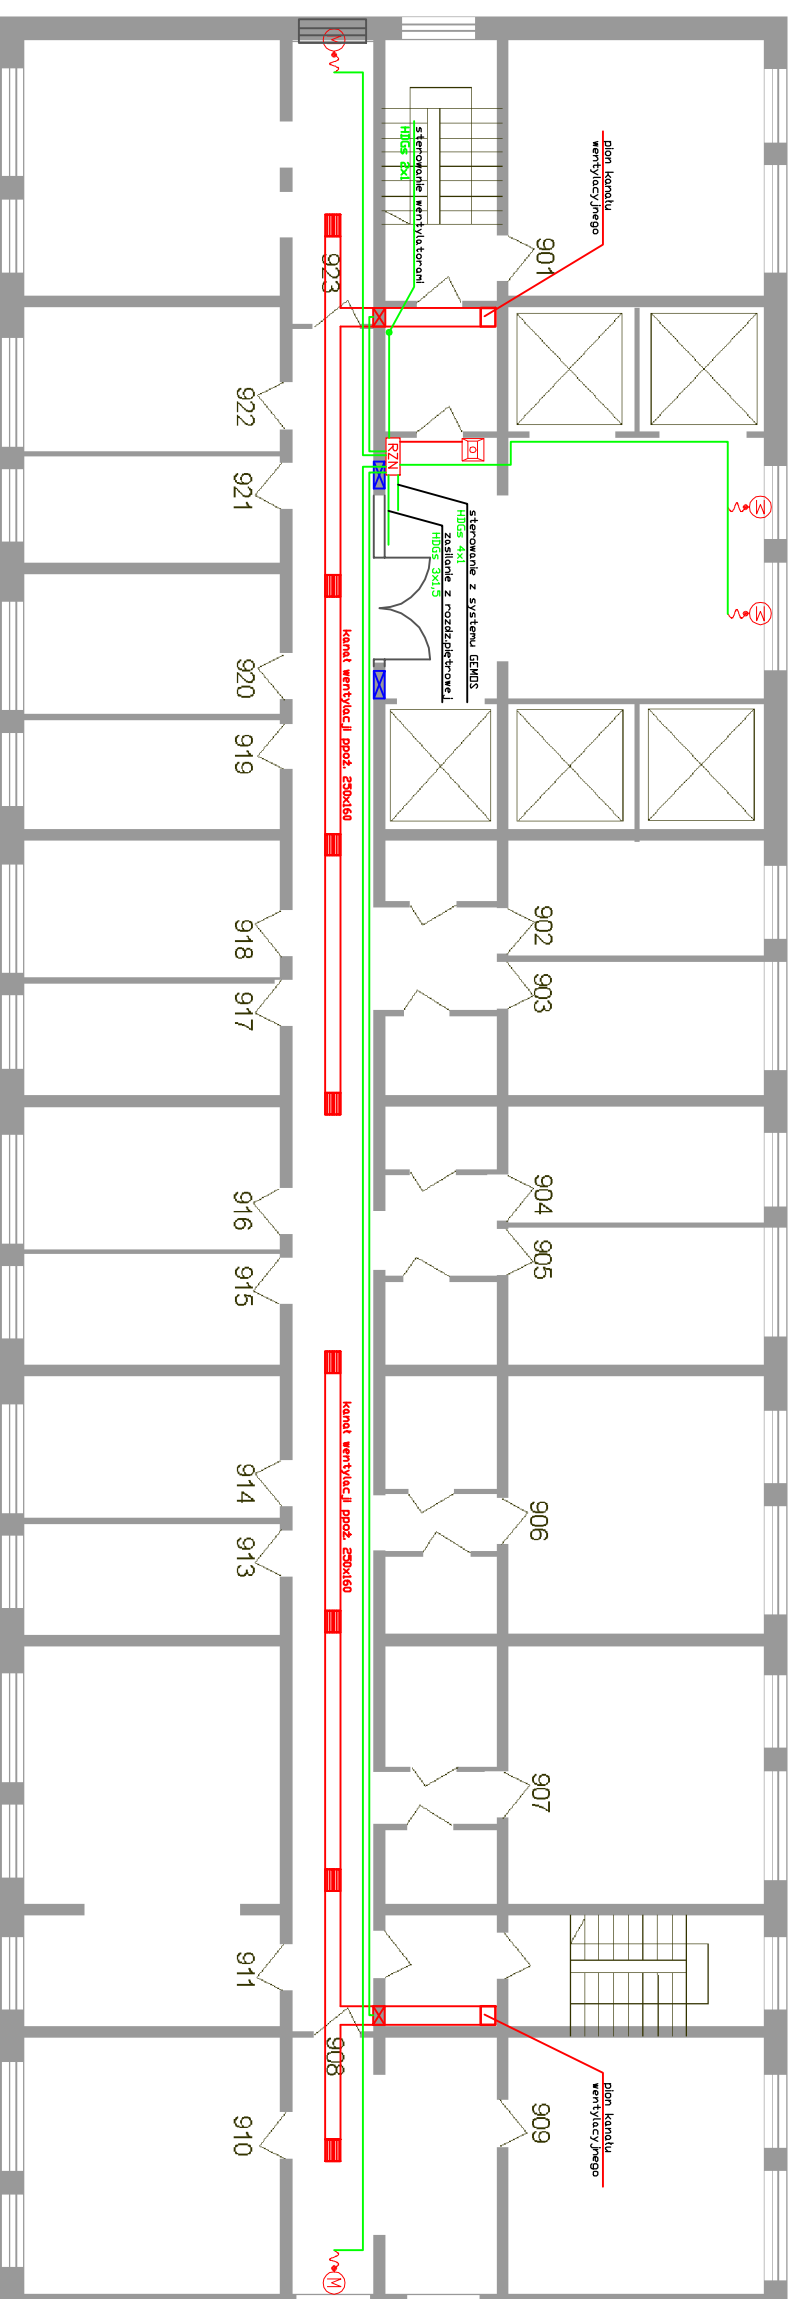 pion kanału
wentylacyjnego
901
sterowanie wentylatorami
HDGs 2x1
M
923
922
RZN
921
M
M
sterowanie z systemu GEMOS
HDGs 4x1
zasilanie z rozdz.piętrowej
HDGs 3x1,5
920
kanał wentylacji ppoż. 250x160
919
902
918
903
917
904
916
905
915
kanał wentylacji ppoż. 250x160
914
906
913
907
911
908
pion kanału
wentylacyjnego
909
910
M